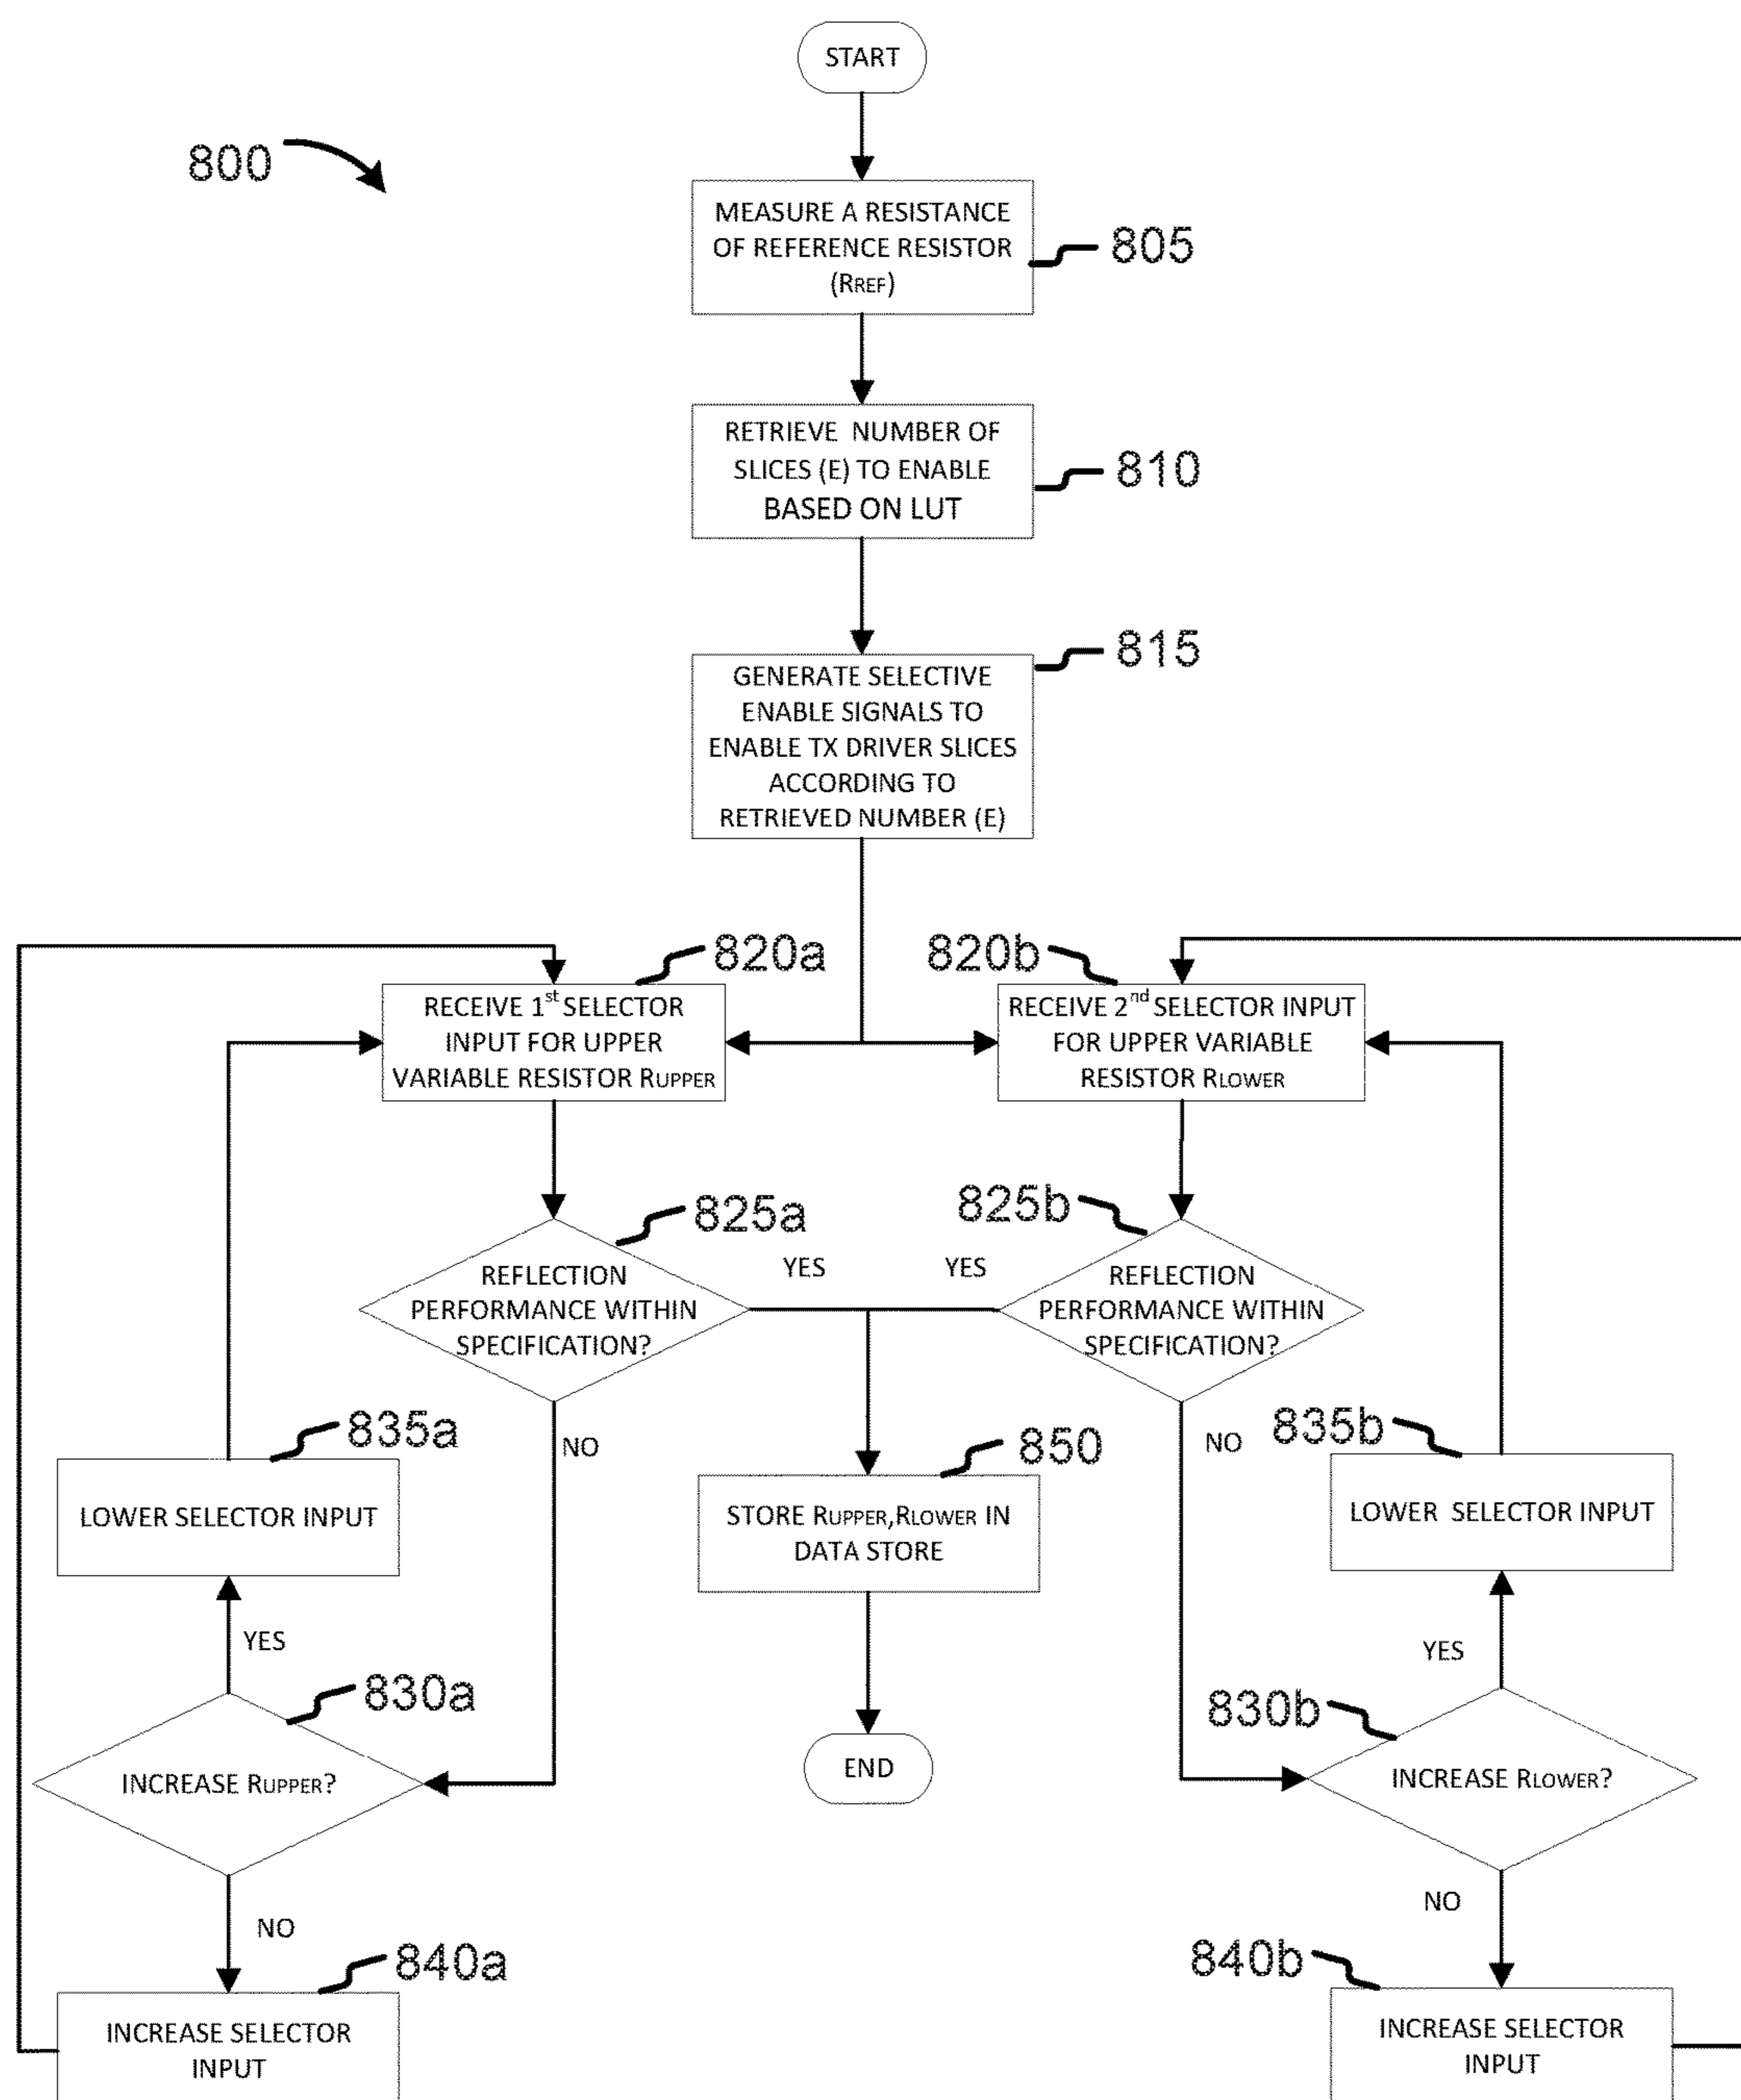 START
800
MEASURE A RESISTANCE
OF REFERENCE RESISTOR
(RREF)
805
RETRIEVE NUMBER OF
SLICES (E) TO ENABLE
BASED ON LUT
810
GENERATE SELECTIVE
ENABLE SIGNALS TO
ENABLE TX DRIVER SLICES
ACCORDING TO
RETRIEVED NUMBER (E)
815
820a
820b
RECEIVE 1st SELECTOR
INPUT FOR UPPER
VARIABLE RESISTOR RUPPER
RECEIVE 2nd SELECTOR INPUT
FOR UPPER VARIABLE
RESISTOR RLOWER
825a
825b
REFLECTION
PERFORMANCE WITHIN
SPECIFICATION?
YES
YES
REFLECTION
PERFORMANCE WITHIN
SPECIFICATION?
NO
NO
835a
LOWER SELECTOR INPUT
850
STORE RUPPER,RLOWER IN
DATA STORE
835b
LOWER SELECTOR INPUT
YES
YES
830a
INCREASE RUPPER?
END
830b
INCREASE RLOWER?
NO
NO
840a
INCREASE SELECTOR
INPUT
840b
INCREASE SELECTOR
INPUT